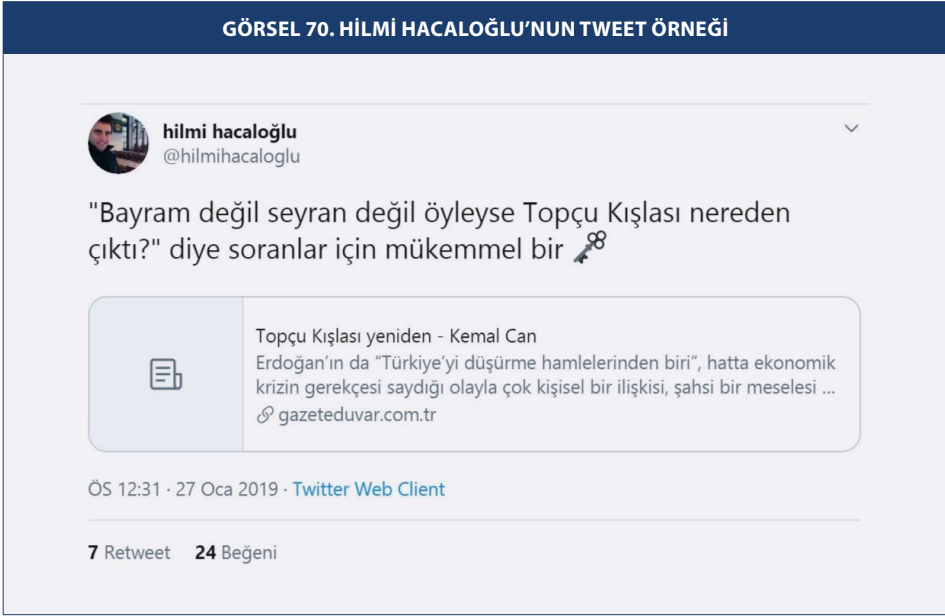 GÖRSEL 70. HİLMİ HACALOĞLU’NUN TWEET ÖRNEĞİ
hilmi hacaloğlu
@hilmihacaloglu
"Bayram değil seyran değil öyleyse Topçu Kışlası nereden
çıktı?" diye soranlar için mükemmel bir 🗝
Topçu Kışlası yeniden - Kemal Can
Erdoğan’ın da “Türkiye’yi düşürme hamlelerinden biri”, hatta ekonomik
krizin gerekçesi saydığı olayla çok kişisel bir ilişkisi, şahsi bir meselesi ...
gazeteduvar.com.tr
ÖS 12:31 · 27 Oca 2019 · Twitter Web Client
7 Retweet 24 Beğeni